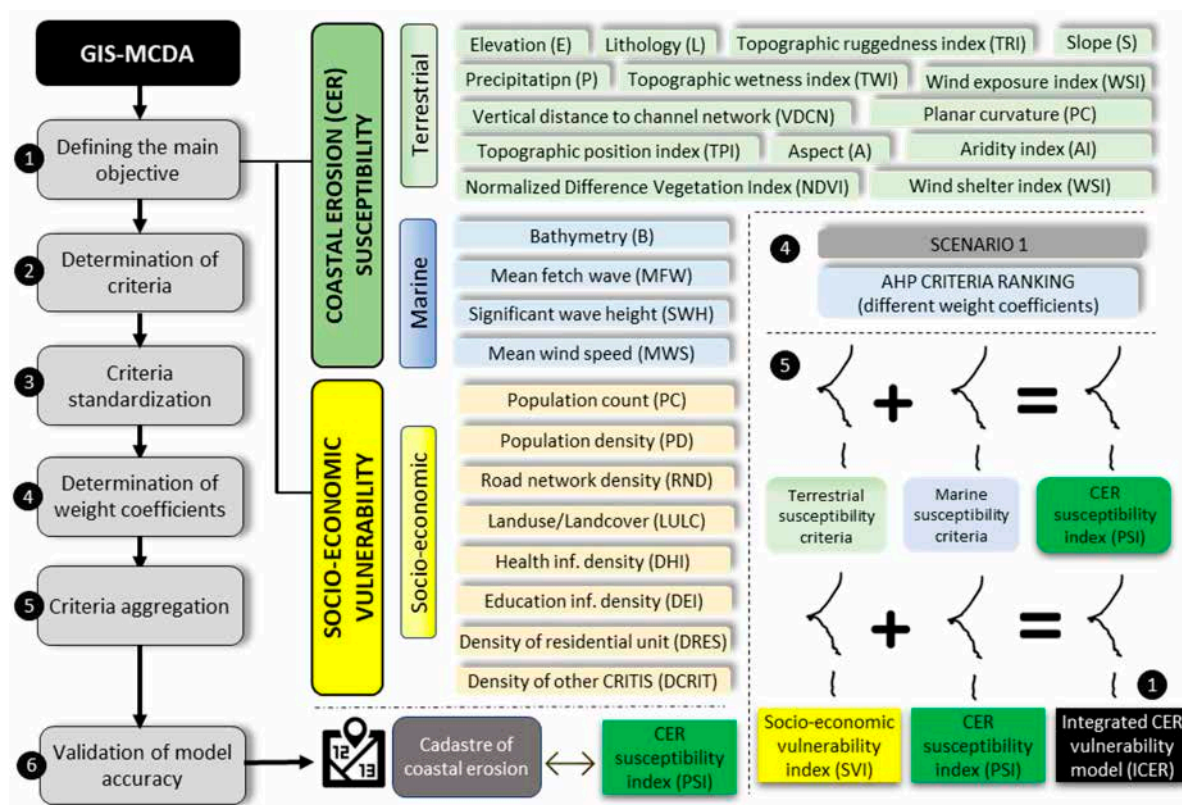 GIS-MCDA
1
Defining the main
objective
2
Determination of
criteria
3
Criteria
standardization
4
Determination of
weight coefficients
5
Criteria aggregation
6
Validation of model
accuracy
COASTAL EROSION (CER)
SUSCEPTIBILITY
Terrestrial
Elevation (E)
Lithology (L)
Topographic ruggedness index (TRI)
Slope (S)
Precipitatipn (P)
Topographic wetness index (TWI)
Wind exposure index (WSI)
Vertical distance to channel network (VDCN)
Planar curvature (PC)
Topographic position index (TPI)
Aspect (A)
Aridity index (AI)
Normalized Difference Vegetation Index (NDVI)
Wind shelter index (WSI)
Marine
Bathymetry (B)
Mean fetch wave (MFW)
Significant wave height (SWH)
Mean wind speed (MWS)
SOCIO-ECONOMIC
VULNERABILITY
Socio-economic
Population count (PC)
Population density (PD)
Road network density (RND)
Landuse/Landcover (LULC)
Health inf. density (DHI)
Education inf. density (DEI)
Density of residential unit (DRES)
Density of other CRITIS (DCRIT)
12
13
Cadastre of
coastal erosion
CER
susceptibility
index (PSI)
4
SCENARIO 1
AHP CRITERIA RANKING
(different weight coefficients)
5
+
=
Terrestrial
susceptibility
criteria
Marine
susceptibility
criteria
CER
susceptibility
index (PSI)
+
=
1
Socio-economic
vulnerability
index (SVI)
CER
susceptibility
index (PSI)
Integrated CER
vulnerability
model (ICER)